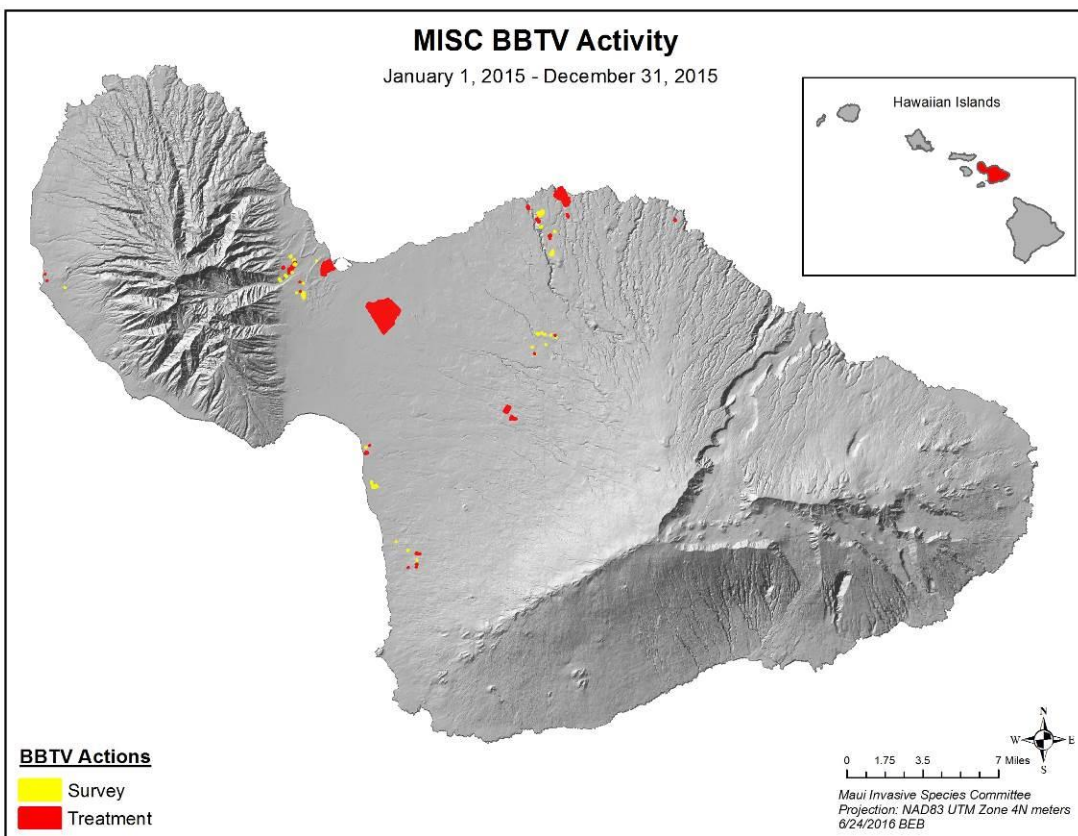 MISC BBTV Activity
January 1, 2015 - December 31, 2015
Hawaiian Islands
BBTV Actions
Survey
Treatment
N
W E
S
0 1.75 3.5 7 Miles
Maui Invasive Species Committee
Projection: NAD83 UTM Zone 4N meters
6/24/2016 BEB